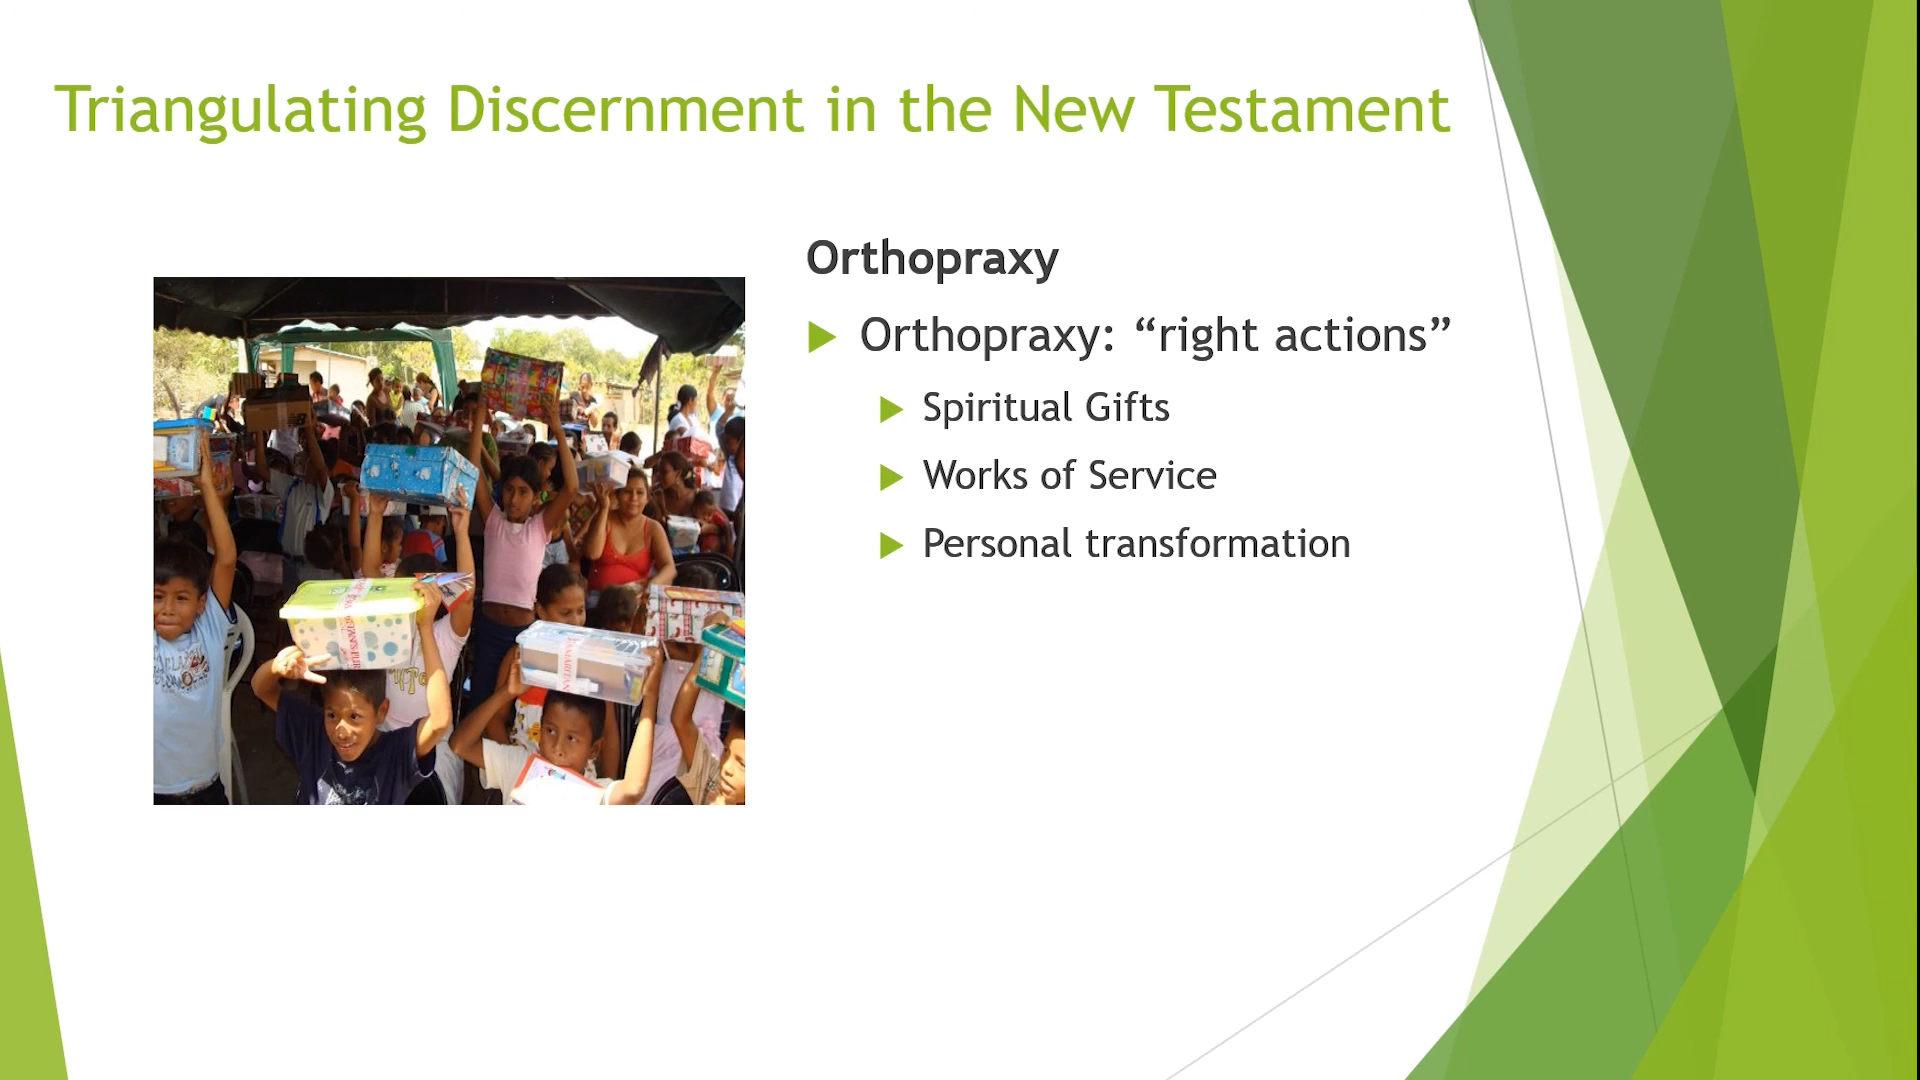 Triangulating Discernment in the New Testament
Orthopraxy
Orthopraxy: “right actions”
Spiritual Gifts
Works of Service
Personal transformation